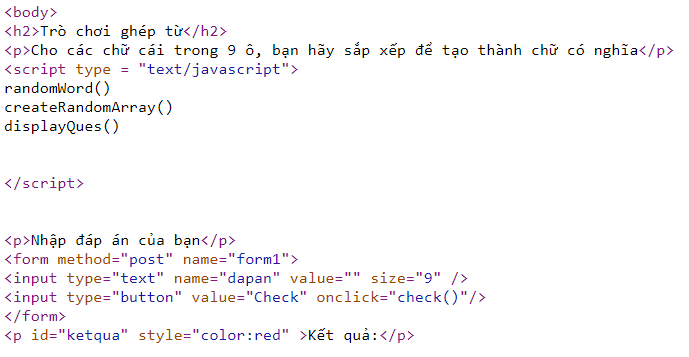 <body>
<h2>Trò chơi ghép từ</h2>
<p>Cho các chữ cái trong 9 ô, bạn hãy sắp xếp để tạo thành chữ có nghĩa</p>
<script type = "text/javascript">
randomWord()
createRandomArray()
displayQues()
</script>
<p>Nhập đáp án của bạn</p>
<form method="post" name="form1">
<input type="text" name="dapan" value="" size="9" />
<input type="button" value="Check" onclick="check()"/>
</form>
<p id="ketqua" style="color:red" >Kết quả:</p>